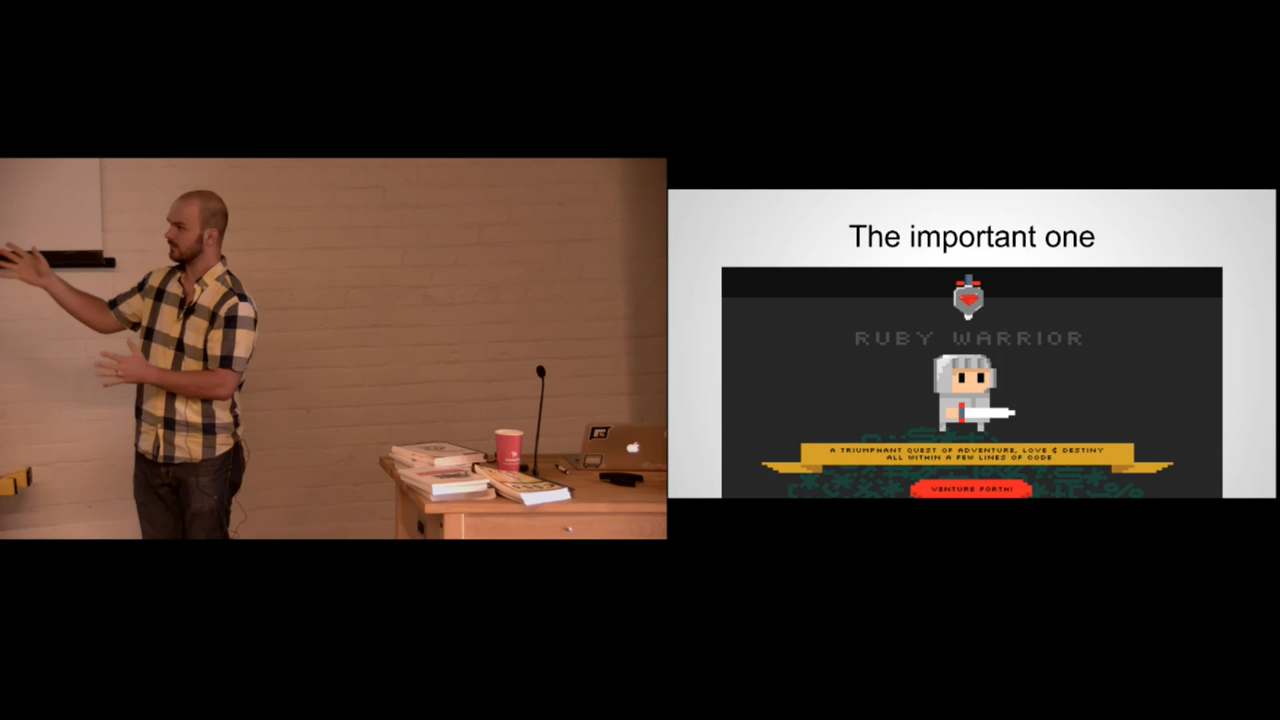 The important one
RUBY WARRIOR
A TRIUMPHANT QUEST OF ADVENTURE, LOVE & DESTINY
ALL WITHIN A FEW LINES OF CODE
VENTURE FORTH!